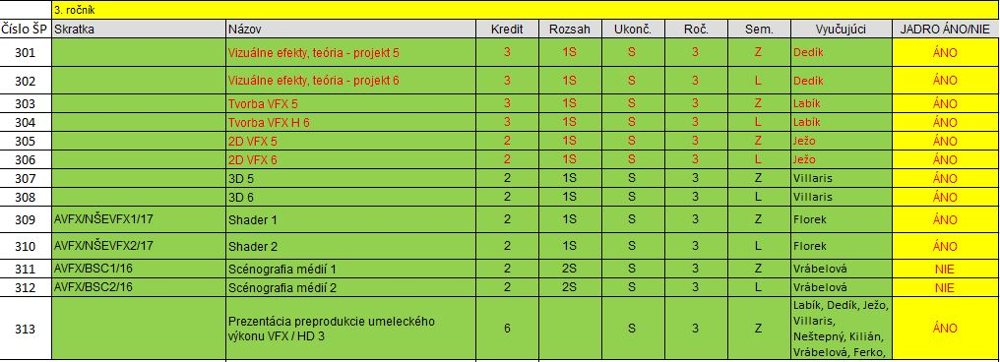 3. ročník
Číslo ŠP Skratka Názov Kredit Rozsah Ukonč. Roč. Sem. Vyučujúci JADRO ÁNO/NIE
301 Vizuálne efekty, teória - projekt 5 3 1S S 3 Z Dedík ÁNO
302 Vizuálne efekty, teória - projekt 6 3 1S S 3 L Dedík ÁNO
303 Tvorba VFX 5 3 1S S 3 Z Labík ÁNO
304 Tvorba VFX H 6 3 1S S 3 L Labík ÁNO
305 2D VFX 5 2 1S S 3 Z Ježo ÁNO
306 2D VFX 6 2 1S S 3 L Ježo ÁNO
307 3D 5 2 1S S 3 Z Villaris ÁNO
308 3D 6 2 1S S 3 L Villaris ÁNO
309 AVFX/NŠEVFX1/17 Shader 1 2 1S S 3 Z Florek ÁNO
310 AVFX/NŠEVFX2/17 Shader 2 2 1S S 3 L Florek ÁNO
311 AVFX/BSC1/16 Scénografia médií 1 2 2S S 3 Z Vrábelová NIE
312 AVFX/BSC2/16 Scénografia médií 2 2 2S S 3 L Vrábelová NIE
313 Prezentácia preprodukcie umeleckého
výkonu VFX / HD 3 6 S 3 Z Labík, Dedík, Ježo,
Villaris,
Neštepný, Kilián,
Vrábelová, Ferko, ÁNO